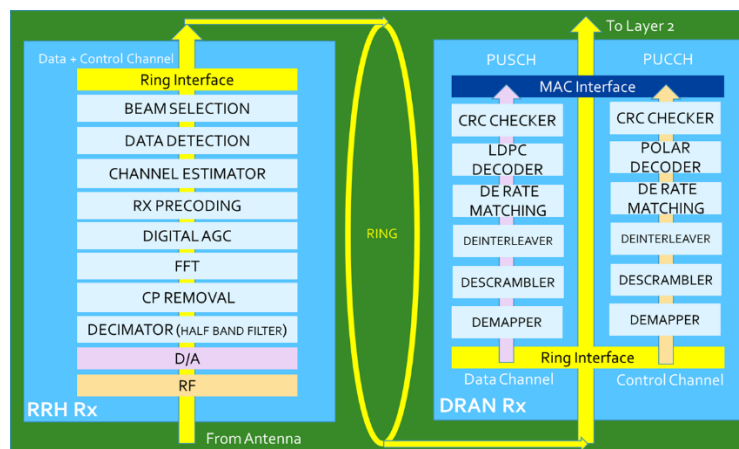 Data + Control Channel
Ring Interface
BEAM SELECTION
DATA DETECTION
CHANNEL ESTIMATOR
RX PRECODING
DIGITAL AGC
FFT
CP REMOVAL
DECIMATOR (HALF BAND FILTER)
D/A
RF
RRH Rx
From Antenna
RING
To Layer 2
PUSCH
PUCCH
MAC Interface
CRC CHECKER
LDPC
DECODER
DE RATE
MATCHING
DEINTERLEAVER
DESCRAMBLER
DEMAPPER
CRC CHECKER
POLAR
DECODER
DE RATE
MATCHING
DEINTERLEAVER
DESCRAMBLER
DEMAPPER
Ring Interface
Data Channel
Control Channel
DRAN Rx